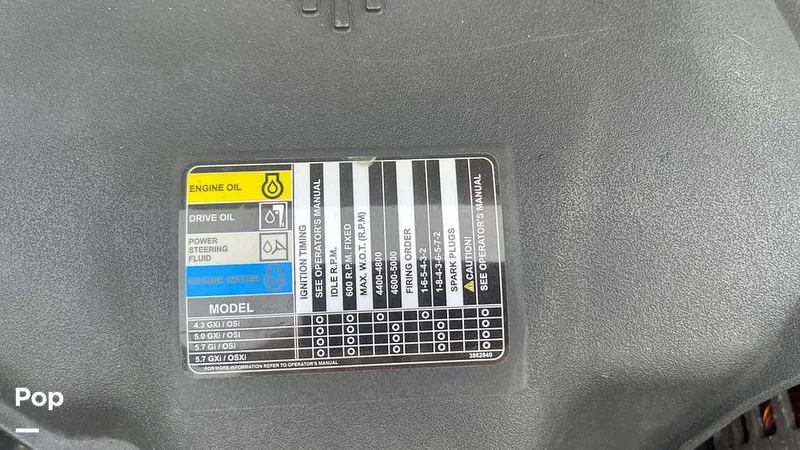 ENGINE OIL
DRIVE OIL
POWER
STEERING
FLUID
ENGINE WATER
MODEL
IGNITION TIMING
SEE OPERATOR'S MANUAL
IDLE R.P.M.
600 R.P.M. FIXED
MAX. W.O.T. (R.P.M)
4400-4800
4600-5000
FIRING ORDER
1-6-5-4-3-2
1-8-4-3-6-5-7-2
SPARK PLUGS
CAUTION!
SEE OPERATOR'S MANUAL
4.3 GXi / OSi
5.0 GXi / OSi
5.7 Gi / OSi
5.7 GXi / OSXi
FOR MORE INFORMATION REFER TO OPERATOR'S MANUAL
3862840
Pop